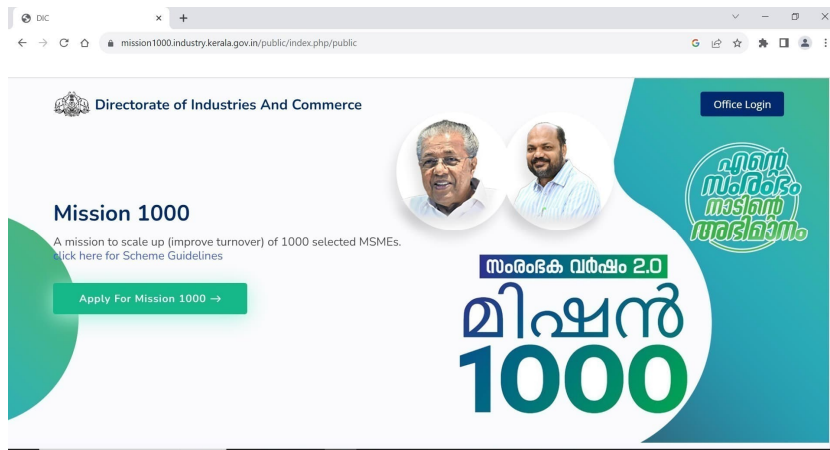 DIC
mission1000.industry.kerala.gov.in/public/index.php/public
Directorate of Industries And Commerce
Office Login
എന്റെ
സംരംഭം
നാടിന്റെ
അഭിമാനം
Mission 1000
A mission to scale up (improve turnover) of 1000 selected MSMEs.
click here for Scheme Guidelines
Apply For Mission 1000 →
സംരംഭക വർഷം 2.0
മിഷൻ
1000